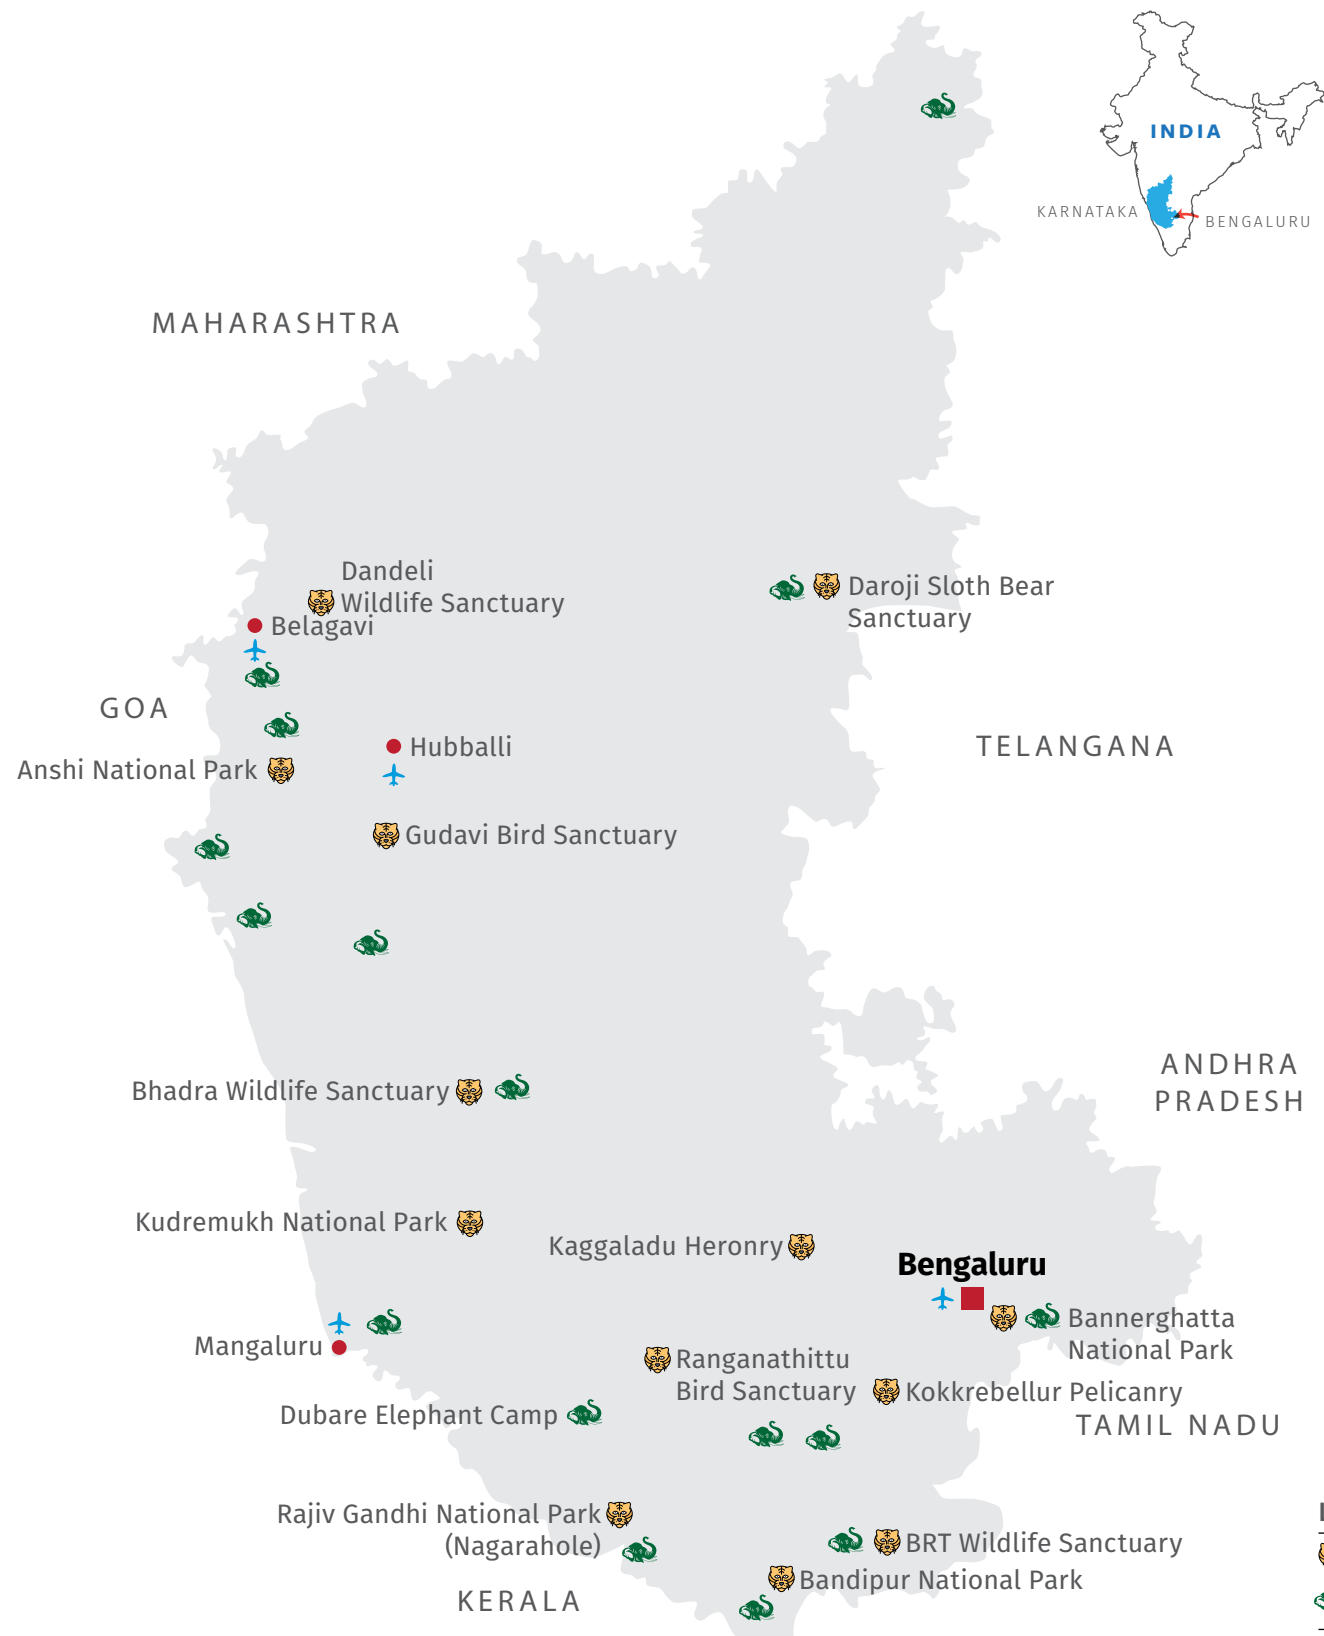 INDIA
KARNATAKA
BENGALURU
MAHARASHTRA
Dandeli
Wildlife Sanctuary
Belagavi
Daroji Sloth Bear
Sanctuary
GOA
Hubballi
TELANGANA
Anshi National Park
Gudavi Bird Sanctuary
ANDHRA
PRADESH
Bhadra Wildlife Sanctuary
Kudremukh National Park
Kaggaladu Heronry
Bengaluru
Bannerghatta
National Park
Mangaluru
Ranganathittu
Bird Sanctuary
Kokkrebellur Pelicanry
Dubare Elephant Camp
TAMIL NADU
Rajiv Gandhi National Park
(Nagarahole)
BRT Wildlife Sanctuary
Bandipur National Park
KERALA